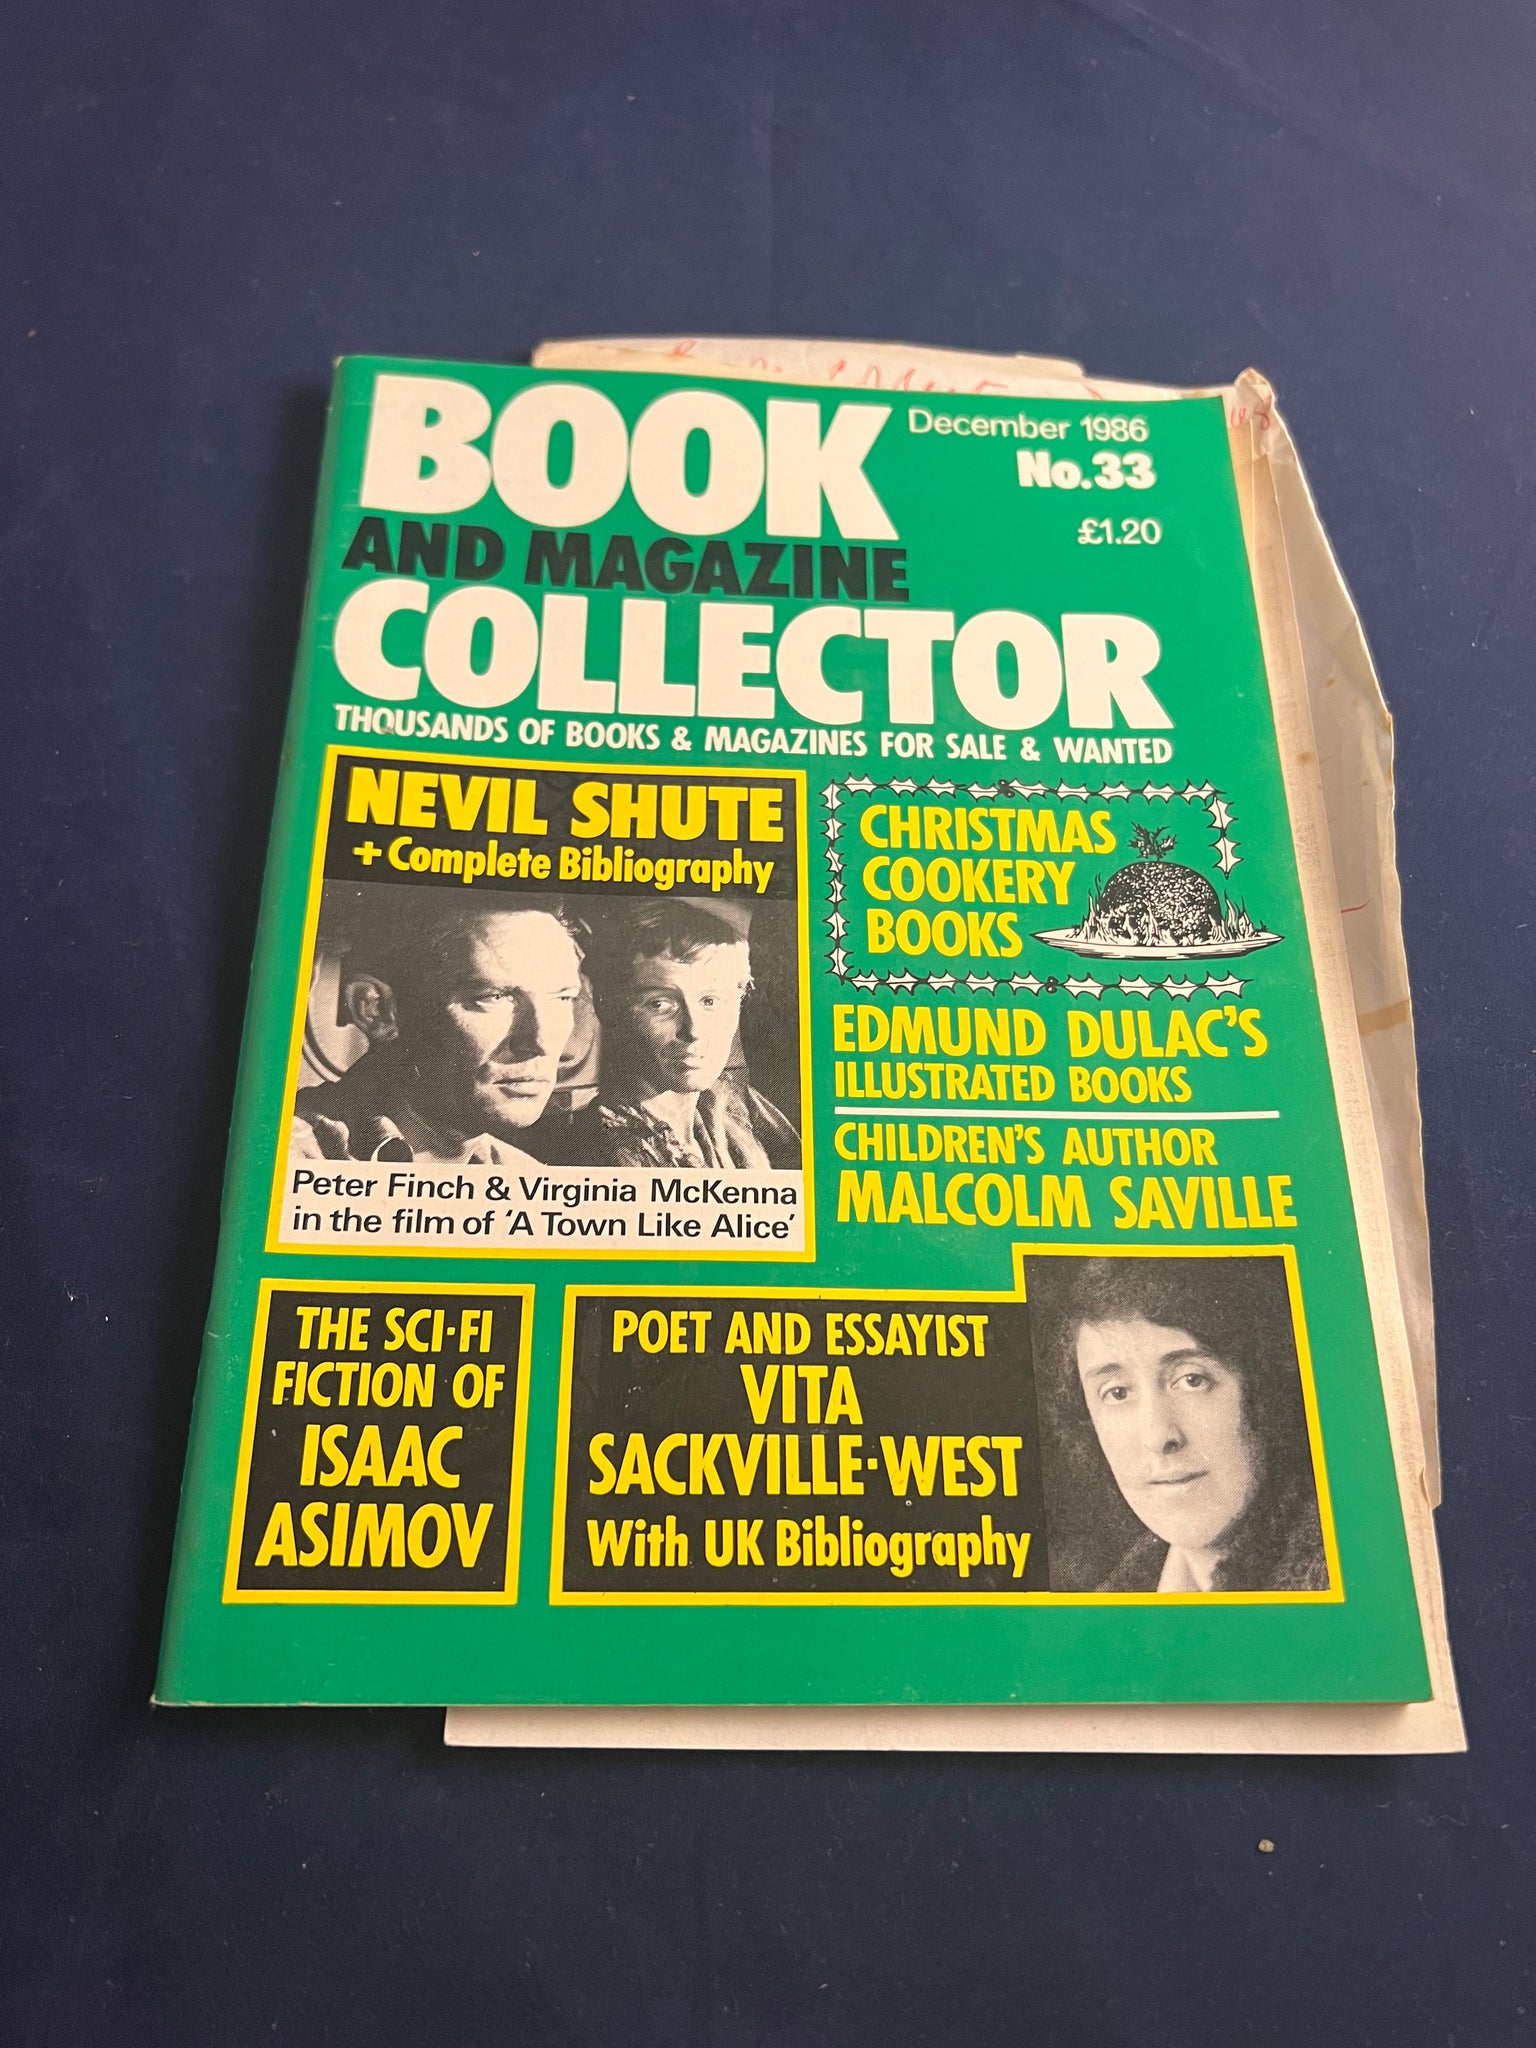 BOOK
AND MAGAZINE
COLLECTOR
December 1986
No.33
£1.20
THOUSANDS OF BOOKS & MAGAZINES FOR SALE & WANTED
NEVIL SHUTE
+ Complete Bibliography
Peter Finch & Virginia McKenna
in the film of ‘A Town Like Alice’
CHRISTMAS
COOKERY
BOOKS
EDMUND DULAC’S
ILLUSTRATED BOOKS
CHILDREN’S AUTHOR
MALCOLM SAVILLE
THE SCI-FI
FICTION OF
ISAAC
ASIMOV
POET AND ESSAYIST
VITA
SACKVILLE-WEST
With UK Bibliography